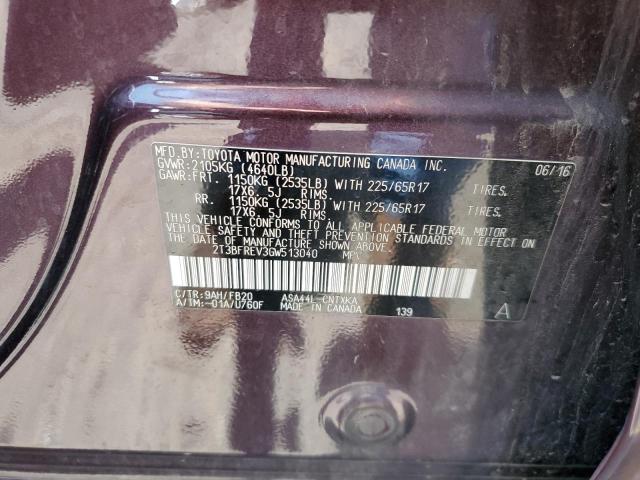 MFD.BY:TOYOTA MOTOR MANUFACTURING CANADA INC. 06/16
GVWR:2105KG (4640LB)
GAWR:FRT. 1150KG (2535LB) WITH 225/65R17 TIRES.
17X6.5J RIMS.
RR. 1150KG (2535LB) WITH 225/65R17 TIRES.
17X6.5J RIMS.
THIS VEHICLE CONFORMS TO ALL APPLICABLE FEDERAL MOTOR
VEHICLE SAFETY AND THEFT PREVENTION STANDARDS IN EFFECT
ON THE DATE OF MANUFACTURE SHOWN ABOVE.
2T3BFREV3GW513040 MPV
C/TR:9AH/FB20 ASA44L-CNTXKA
A/TM:-01A/U760F MADE IN CANADA 139 A